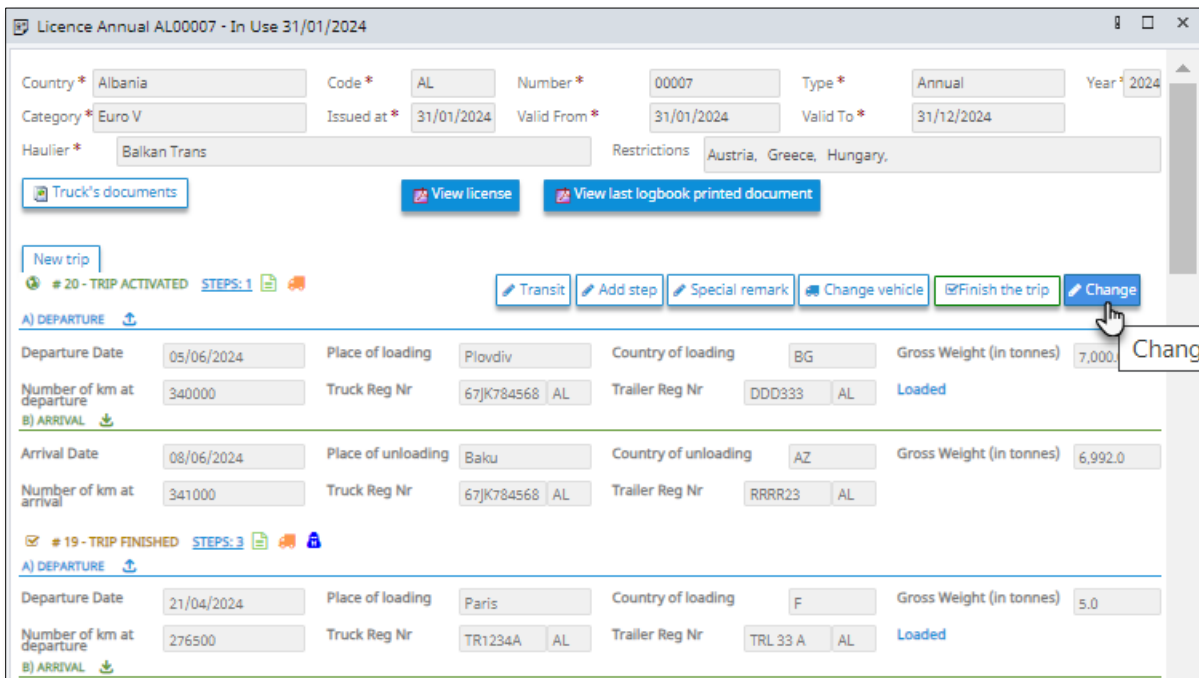 Licence Annual AL00007 - In Use 31/01/2024
Country * Albania Code * AL Number * 00007 Type * Annual Year * 2024
Category * Euro V Issued at * 31/01/2024 Valid From * 31/01/2024 Valid To * 31/12/2024
Haulier * Balkan Trans Restrictions Austria, Greece, Hungary,
Truck's documents View license View last logbook printed document
New trip
# 20 - TRIP ACTIVATED STEPS: 1 Transit Add step Special remark Change vehicle Finish the trip Change
A) DEPARTURE
Chang
Departure Date 05/06/2024 Place of loading Plovdiv Country of loading BG Gross Weight (in tonnes) 7,000.
Number of km at departure 340000 Truck Reg Nr 67JK784568 AL Trailer Reg Nr DDD333 AL Loaded
B) ARRIVAL
Arrival Date 08/06/2024 Place of unloading Baku Country of unloading AZ Gross Weight (in tonnes) 6,992.0
Number of km at arrival 341000 Truck Reg Nr 67JK784568 AL Trailer Reg Nr RRRR23 AL
# 19 - TRIP FINISHED STEPS: 3
A) DEPARTURE
Departure Date 21/04/2024 Place of loading Paris Country of loading F Gross Weight (in tonnes) 5.0
Number of km at departure 276500 Truck Reg Nr TR1234A AL Trailer Reg Nr TRL 33 A AL Loaded
B) ARRIVAL